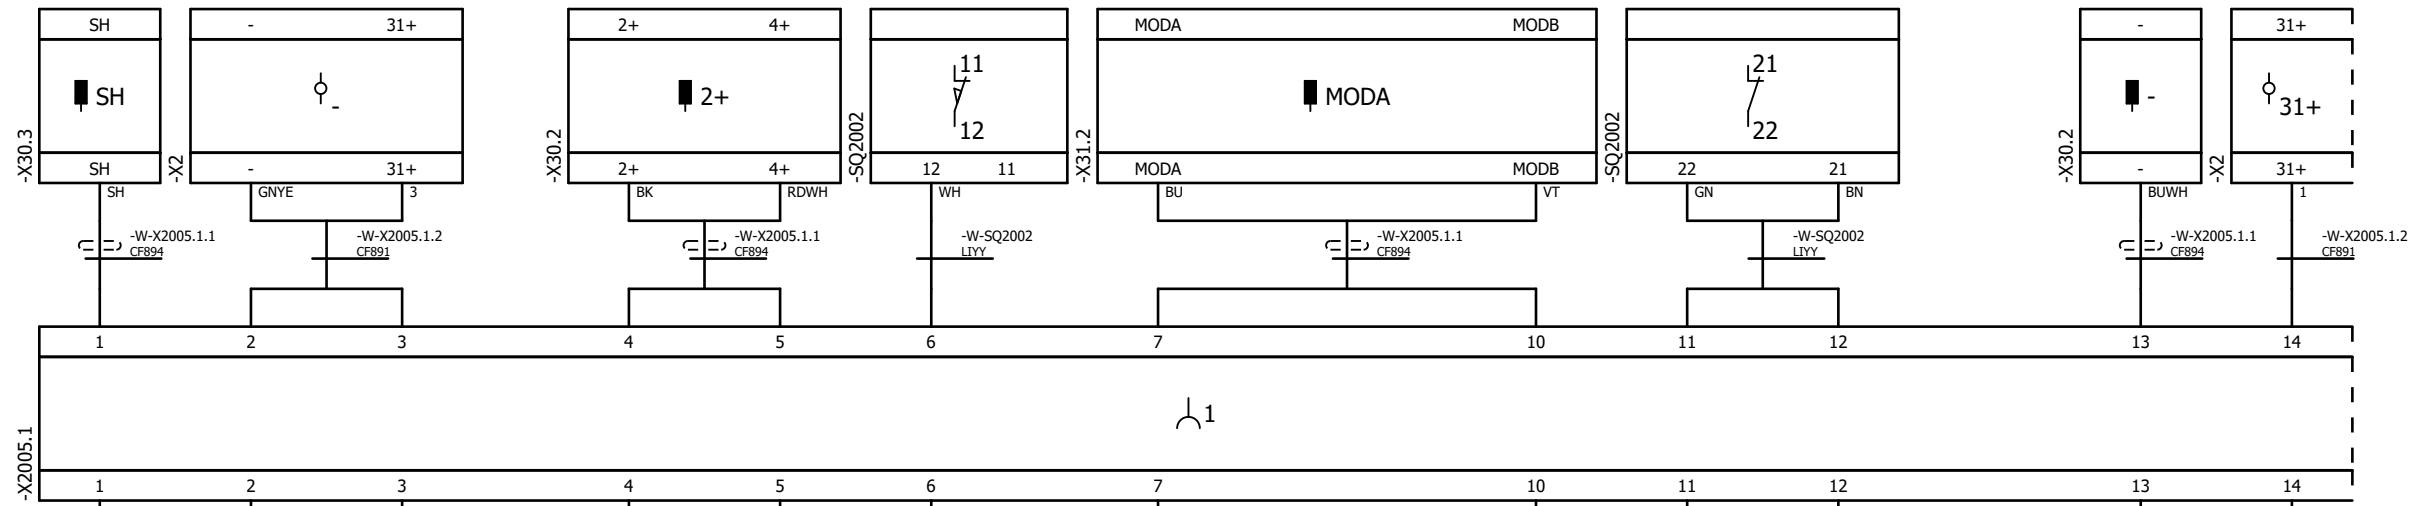 SH - 31+ 2+ 4+ MODA MODB - 31+
SH - 2+ 11 12 MODA 21 22 - 31+
-X30.3 -X2 -X30.2 -SQ2002 -X31.2 -SQ2002 -X30.2 -X2
SH - 31+ 2+ 4+ 12 11 MODA MODB 22 21 - 31+
SH GNYE 3 BK RDWH WH BU VT GN BN BUWH 1
-W-X2005.1.1 -W-X2005.1.2 -W-X2005.1.1 -W-SQ2002 -W-X2005.1.1 -W-SQ2002 -W-X2005.1.1 -W-X2005.1.2
CF894 CF891 CF894 LIYY CF894 LIYY CF894 CF891
1 2 3 4 5 6 7 10 11 12 13 14
1
-X2005.1
1 2 3 4 5 6 7 10 11 12 13 14